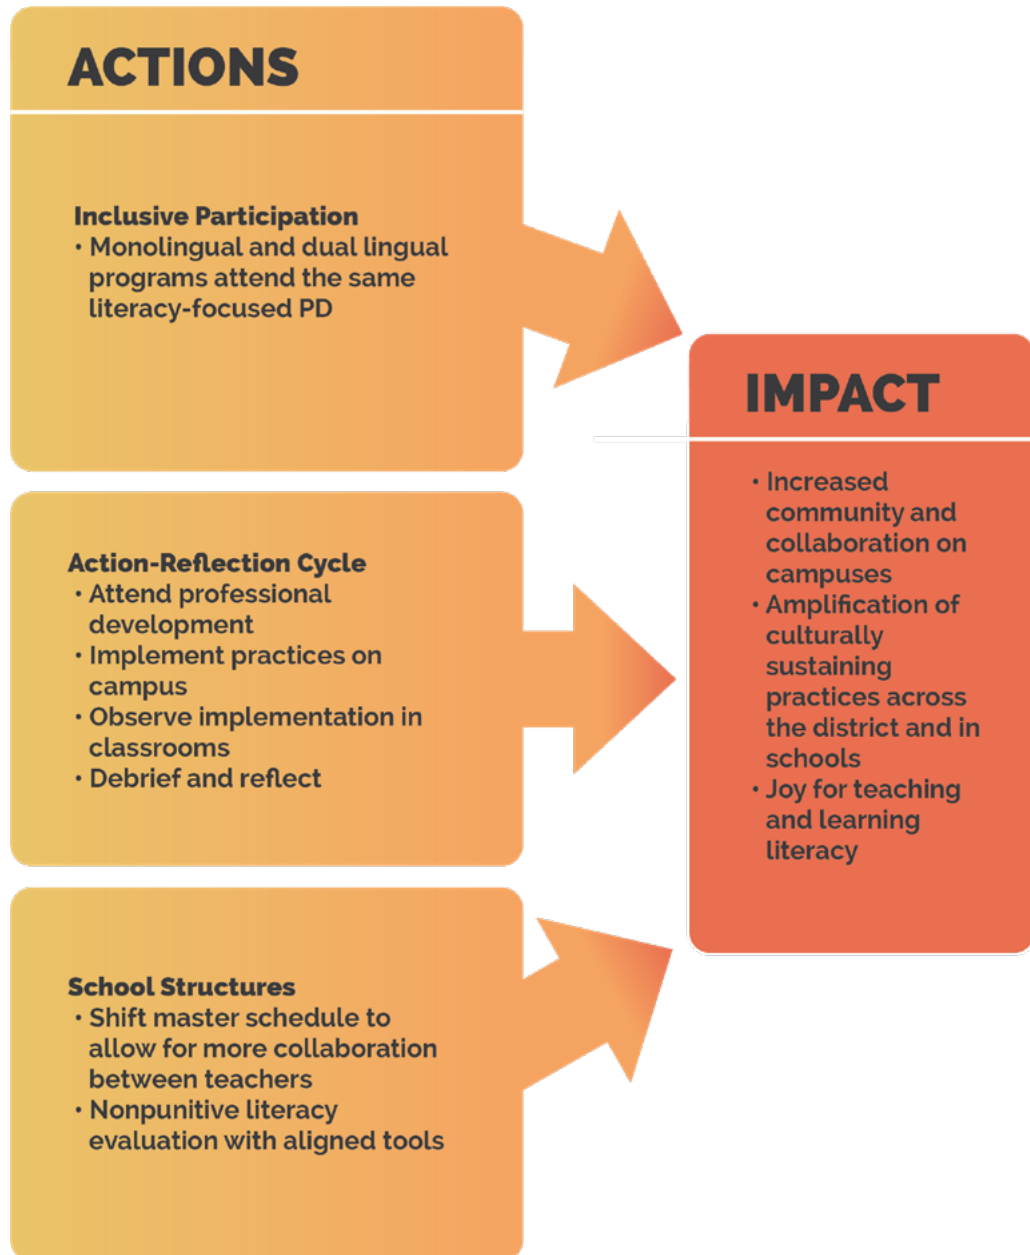 ACTIONS
Inclusive Participation
• Monolingual and dual lingual
programs attend the same
literacy-focused PD
Action-Reflection Cycle
• Attend professional
development
• Implement practices on
campus
• Observe implementation in
classrooms
• Debrief and reflect
School Structures
• Shift master schedule to
allow for more collaboration
between teachers
• Nonpunitive literacy
evaluation with aligned tools
IMPACT
• Increased
community and
collaboration on
campuses
• Amplification of
culturally
sustaining
practices across
the district and in
schools
• Joy for teaching
and learning
literacy